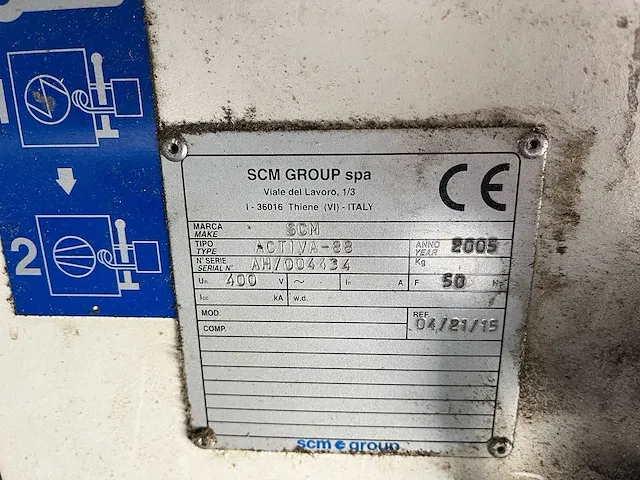 1
2
SCM GROUP spa
Viale del Lavoro, 1/3
I - 36016 Thiene (VI) - ITALY
CE
MARCA
MAKE
SCM
TIPO
TYPE
ACTIVA-88
ANNO
YEAR
2005
N° SERIE
SERIAL N°
AH/004434
Kg
Un 400 V ~ In A F 50 Hz
Icc kA w.d.
MOD.
COMP.
REF.
04/21/15
scm group